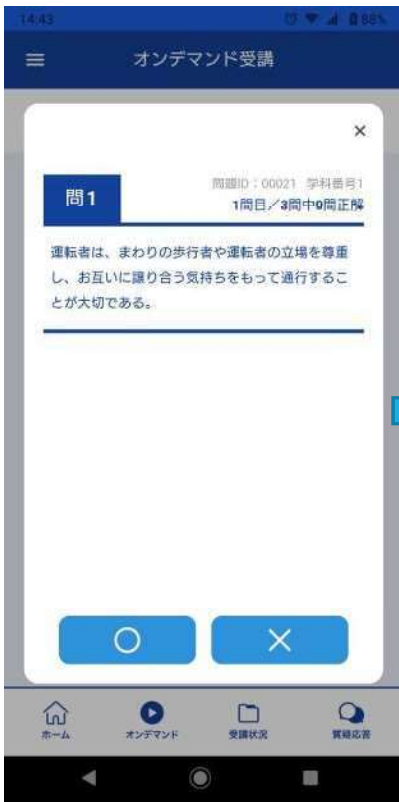 14:43
88%
オンデマンド受講
×
問題ID：00021 学科番号1
問1
1問目／3問中0問正解
運転者は、まわりの歩行者や運転者の立場を尊重
し、お互いに譲り合う気持ちをもって通行するこ
とが大切である。
○ ×
ホーム オンデマンド 受講状況 質疑応答